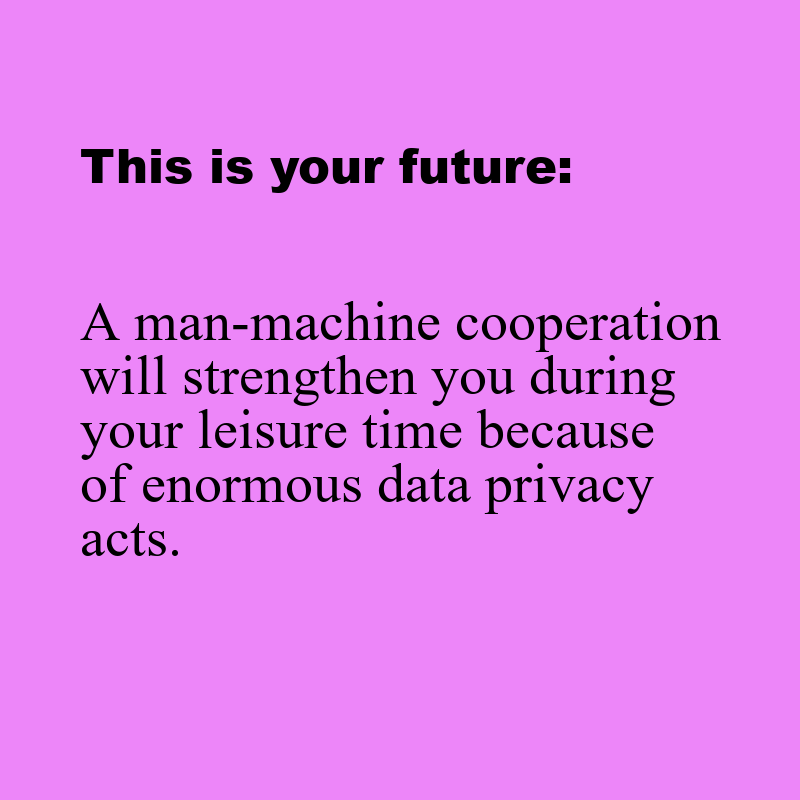 This is your future:
A man-machine cooperation
will strengthen you during
your leisure time because
of enormous data privacy
acts.